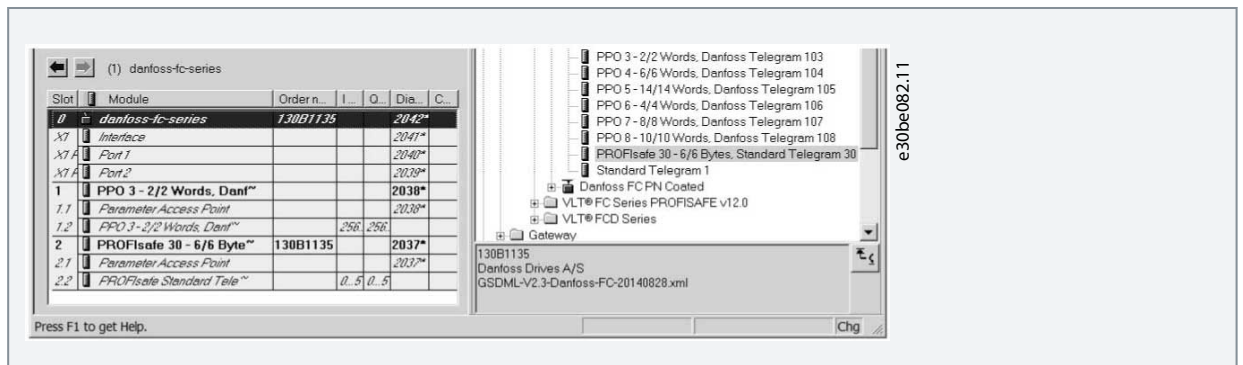 (1) danfoss-fc-series
Slot Module Order n... I... Q... Dia... C...
0 danfoss-fc-series 130B1135 2042*
X1 Interface 2041*
X1 P Port 1 2040*
X1 P Port 2 2039*
1 PPO 3 - 2/2 Words, Danf~ 2038*
1.1 Parameter Access Point 2038*
1.2 PPO 3 - 2/2 Words, Danf~ 256.. 256..
2 PROFIsafe 30 - 6/6 Byte~ 130B1135 2037*
2.1 Parameter Access Point 2037*
2.2 PROFIsafe Standard Tele~ 0...5 0...5
PPO 3 - 2/2 Words, Danfoss Telegram 103
PPO 4 - 6/6 Words, Danfoss Telegram 104
PPO 5 - 14/14 Words, Danfoss Telegram 105
PPO 6 - 4/4 Words, Danfoss Telegram 106
PPO 7 - 8/8 Words, Danfoss Telegram 107
PPO 8 - 10/10 Words, Danfoss Telegram 108
PROFIsafe 30 - 6/6 Bytes, Standard Telegram 30
Standard Telegram 1
Danfoss FC PN Coated
VLT® FC Series PROFISAFE v12.0
VLT® FCD Series
Gateway
130B1135
Danfoss Drives A/S
GSDML-V2.3-Danfoss-FC-20140828.xml
Press F1 to get Help.
Chg
e30be082.11